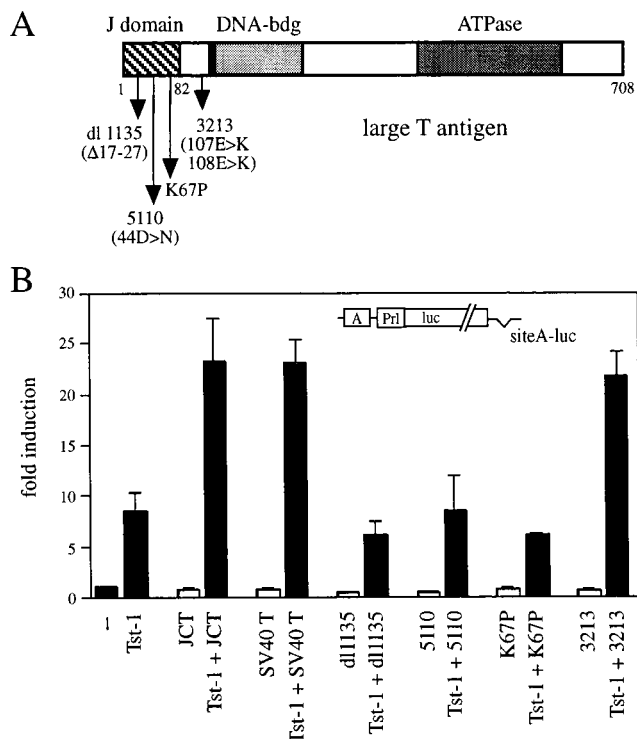 A
J domain
DNA-bdg
ATPase
1
82
708
dl 1135
(Δ17-27)
3213
(107E>K
108E>K)
large T antigen
K67P
5110
(44D>N)
B
30
25
20
15
10
5
0
fold induction
A
Prl
luc
siteA-luc
1
Tst-1
JCT
Tst-1 + JCT
SV40 T
Tst-1 + SV40 T
dl1135
Tst-1 + dl1135
5110
Tst-1 + 5110
K67P
Tst-1 + K67P
3213
Tst-1 + 3213